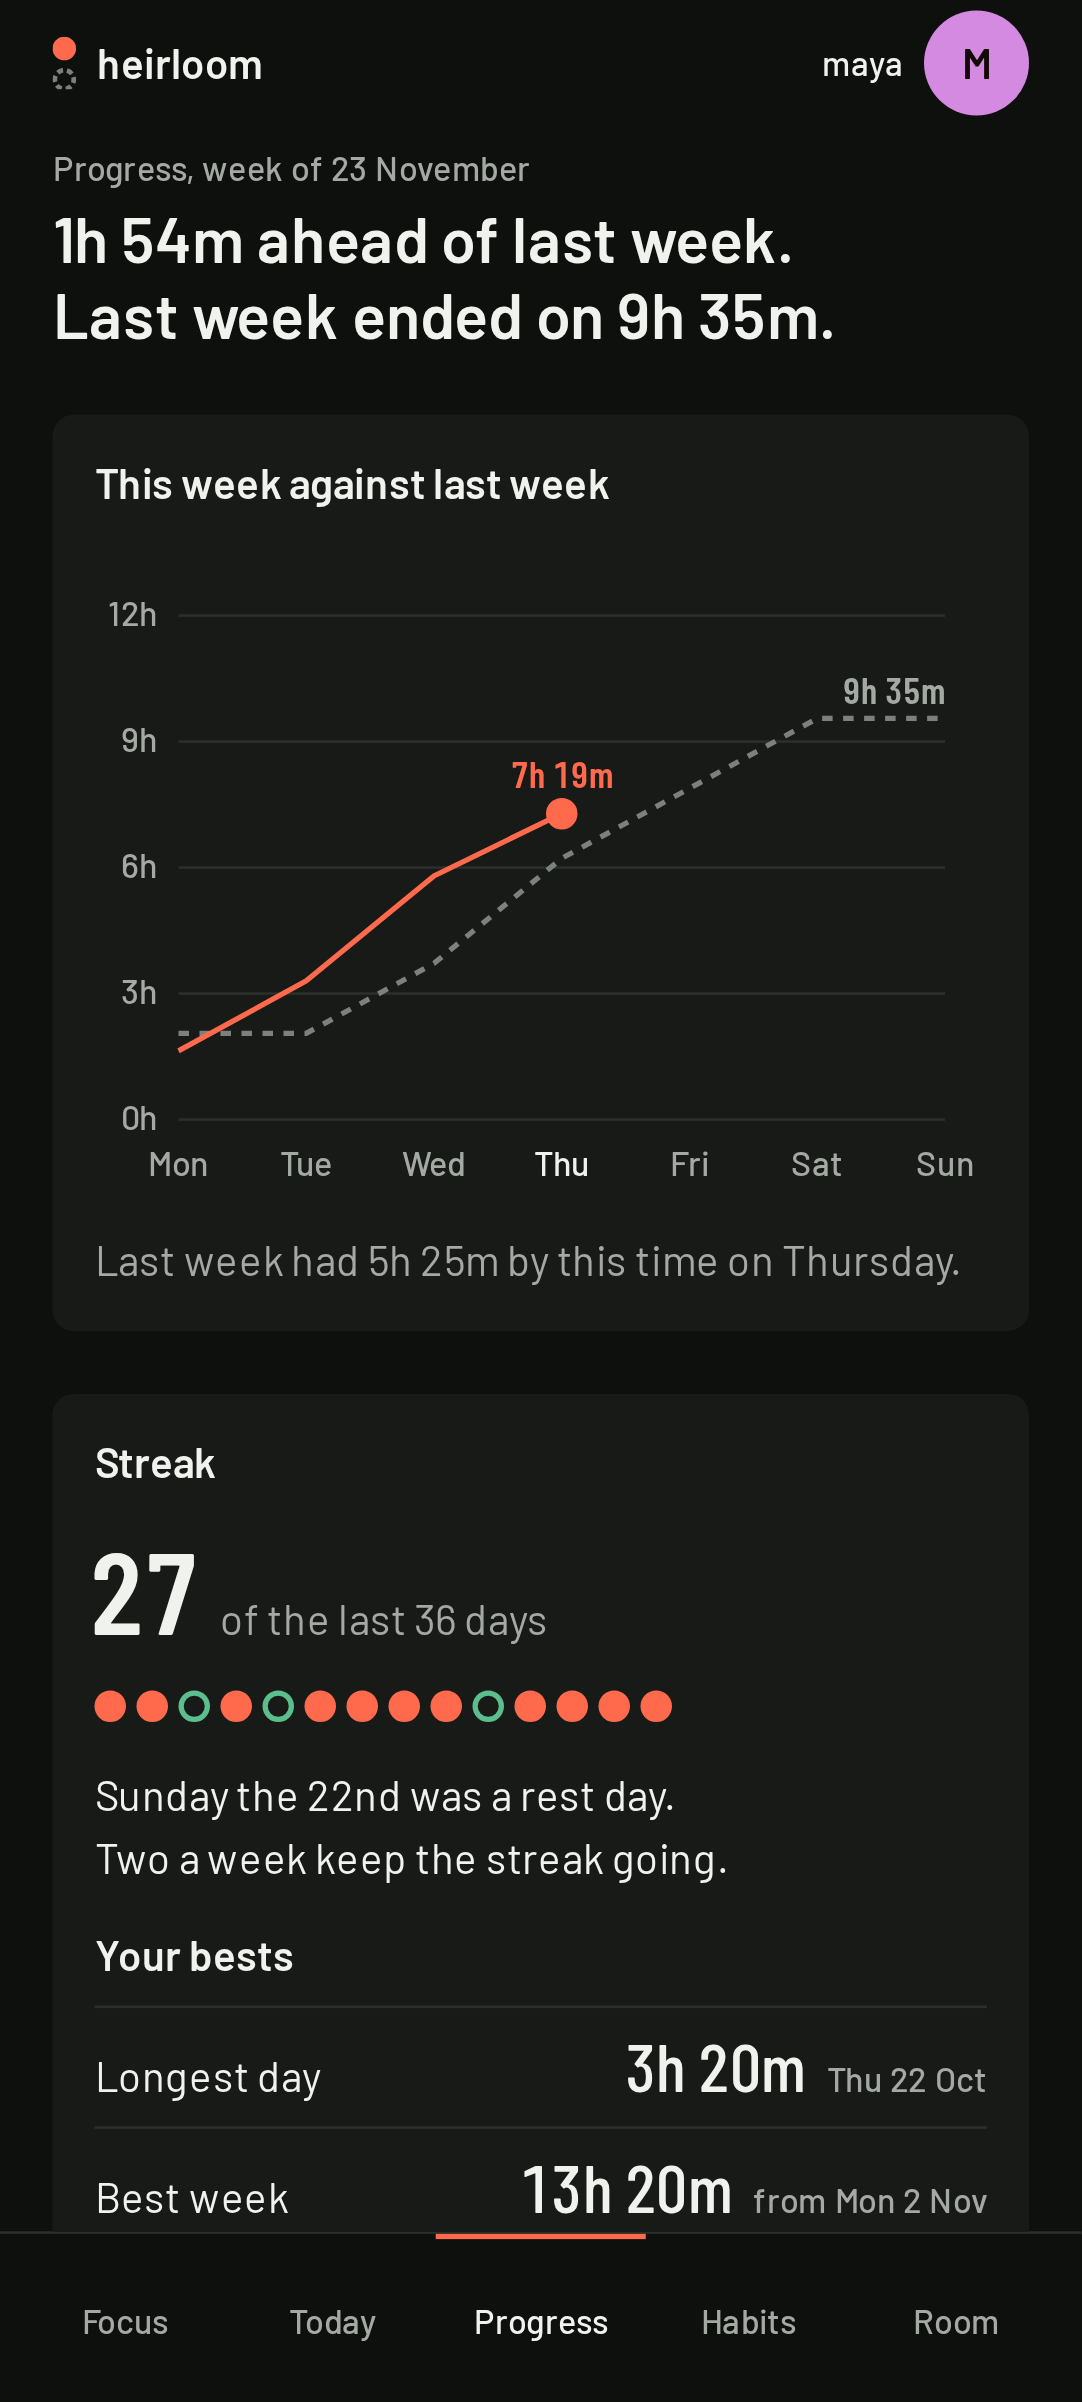 heirloom
maya
M
Progress, week of 23 November
1h 54m ahead of last week.
Last week ended on 9h 35m.
This week against last week
12h
9h 35m
9h
7h 19m
6h
3h
0h
Mon Tue Wed Thu Fri Sat Sun
Last week had 5h 25m by this time on Thursday.
Streak
27 of the last 36 days
Sunday the 22nd was a rest day.
Two a week keep the streak going.
Your bests
Longest day 3h 20m Thu 22 Oct
Best week 13h 20m from Mon 2 Nov
Focus Today Progress Habits Room